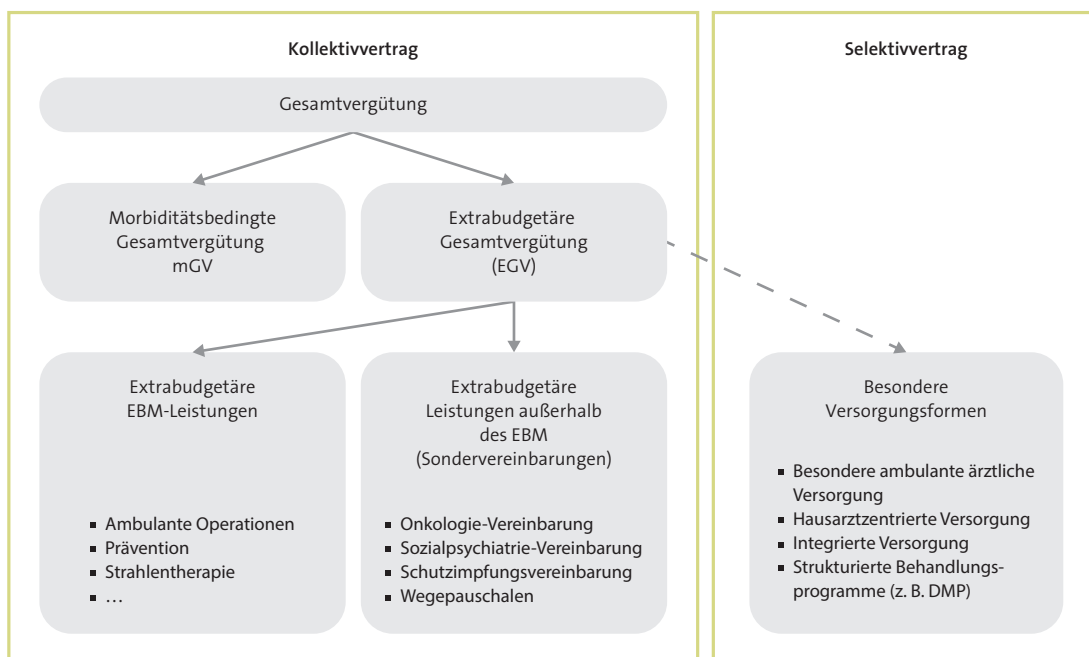 Kollektivvertrag
Selektivvertrag
Gesamtvergütung
Morbiditätsbedingte
Gesamtvergütung
mGV
Extrabudgetäre
Gesamtvergütung
(EGV)
Extrabudgetäre
EBM-Leistungen
▪ Ambulante Operationen
▪ Prävention
▪ Strahlentherapie
▪ …
Extrabudgetäre
Leistungen außerhalb
des EBM
(Sondervereinbarungen)
▪ Onkologie-Vereinbarung
▪ Sozialpsychiatrie-Vereinbarung
▪ Schutzimpfungsvereinbarung
▪ Wegepauschalen
Besondere
Versorgungsformen
▪ Besondere ambulante ärztliche
Versorgung
▪ Hausarztzentrierte Versorgung
▪ Integrierte Versorgung
▪ Strukturierte Behandlungs-
programme (z. B. DMP)